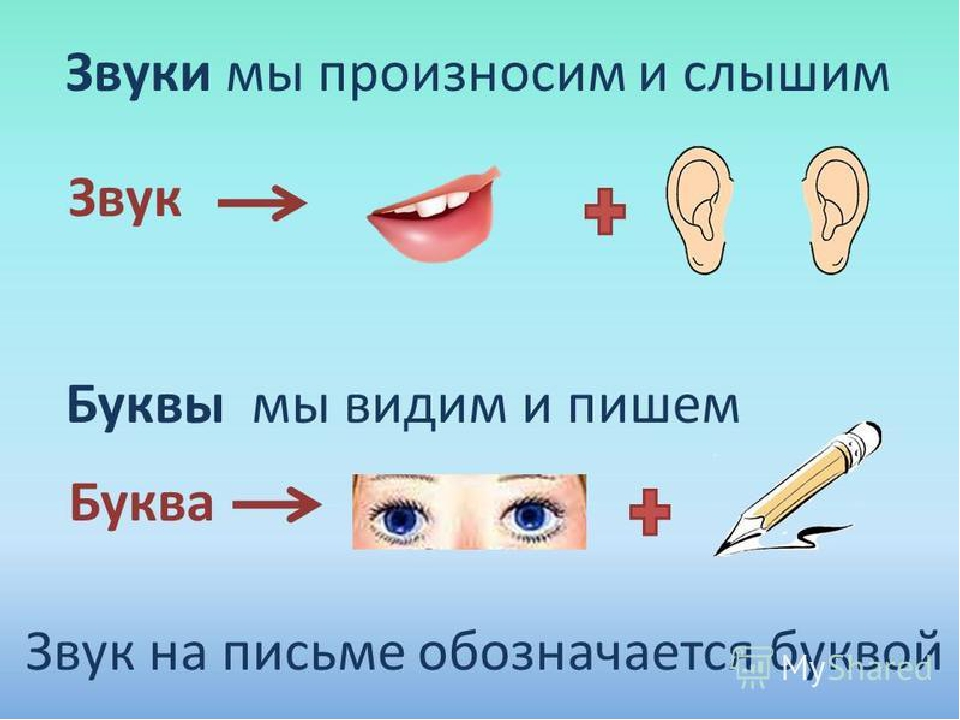 Звуки мы произносим и слышим
Звук
Буквы мы видим и пишем
Буква
Звук на письме обозначается буквой
MyShared